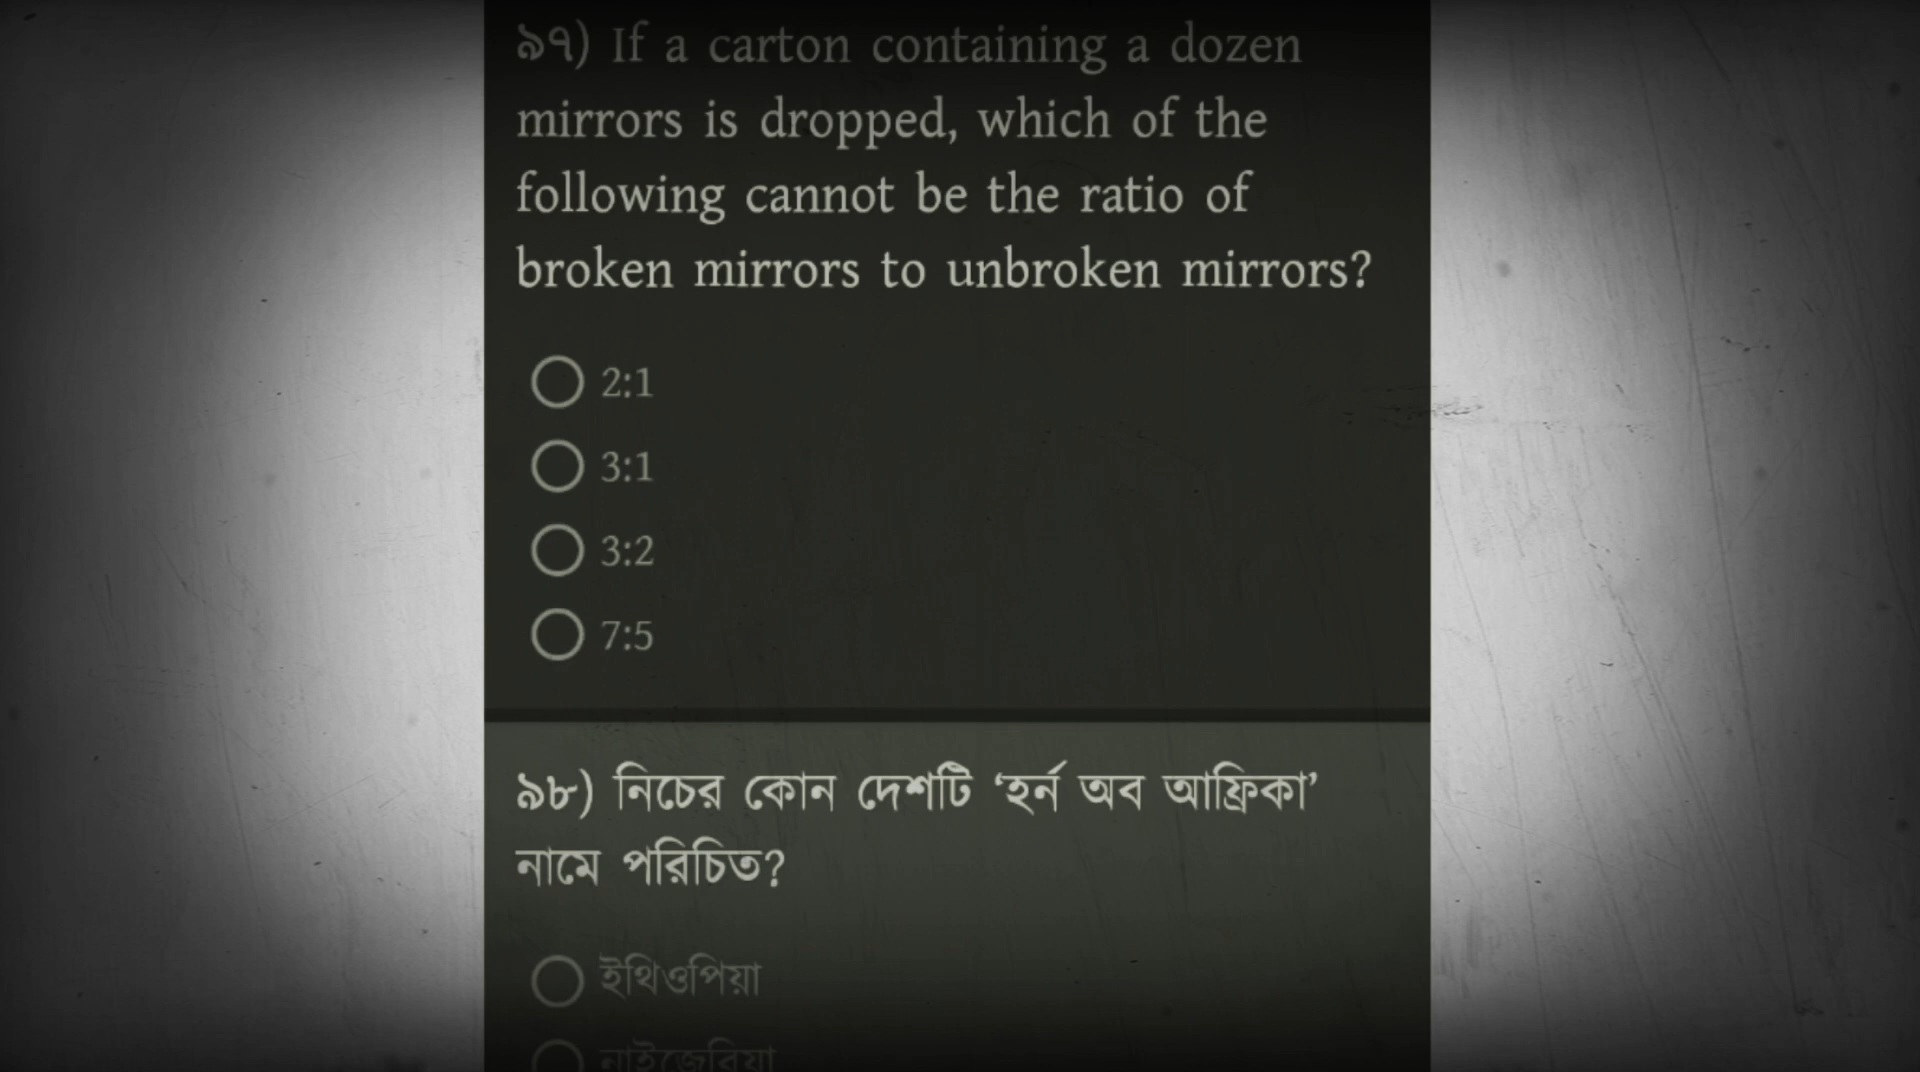 ৯৭) If a carton containing a dozen
mirrors is dropped, which of the
following cannot be the ratio of
broken mirrors to unbroken mirrors?
2:1
3:1
3:2
7:5
৯৮) নিচের কোন দেশটি ‘হর্ন অব আফ্রিকা’
নামে পরিচিত?
ইথিওপিয়া
নাইজেরিয়া